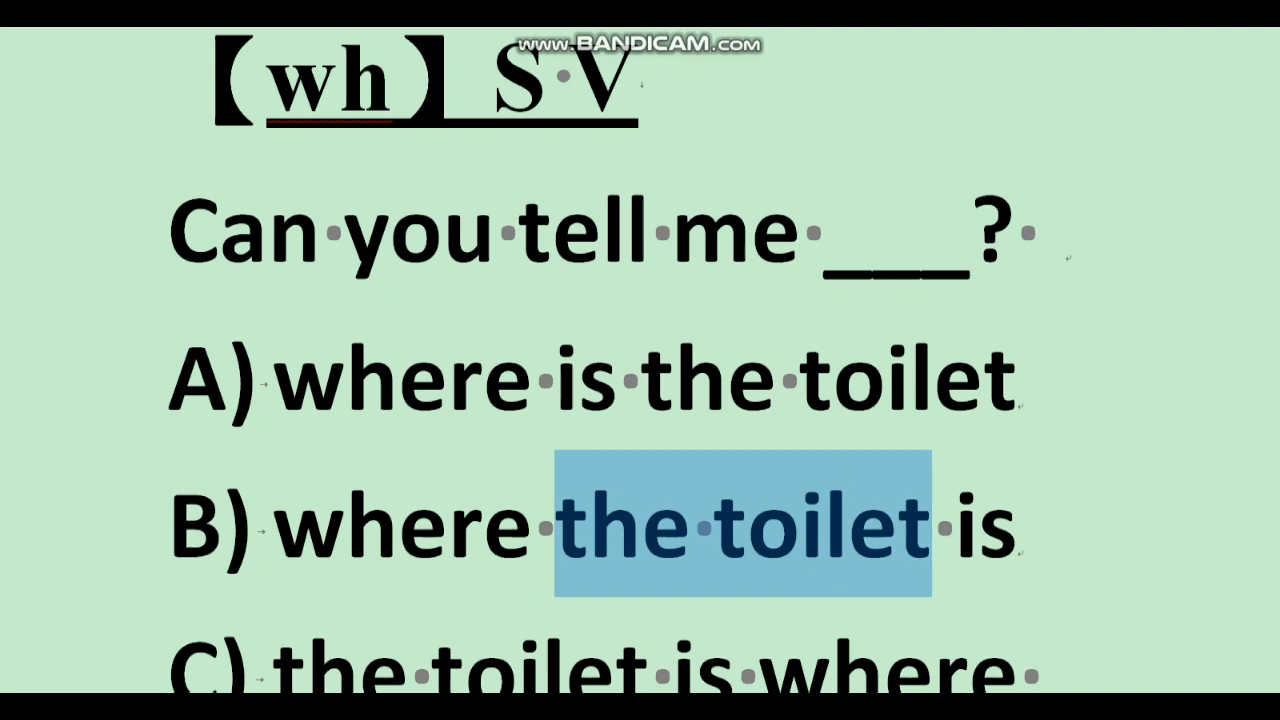 www.BANDICAM.com
【wh】 S V
Can you tell me ___?
A) where is the toilet
B) where the toilet is
C) the toilet is where